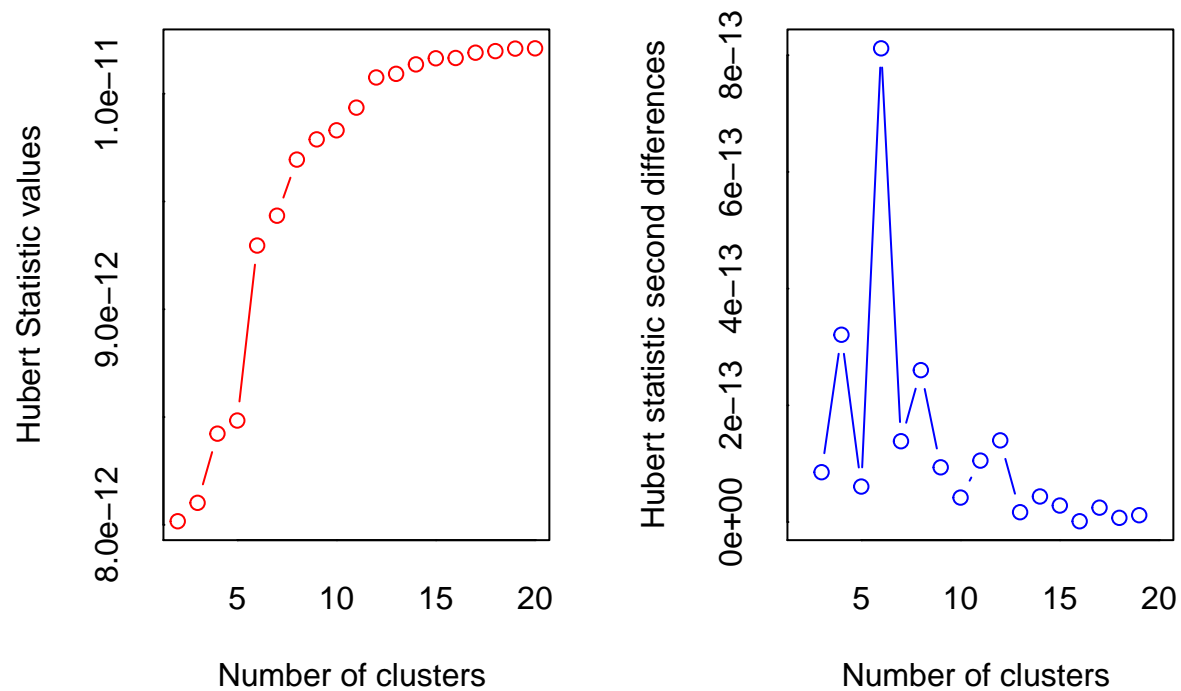 Hubert Statistic values
8.0e−12
9.0e−12
1.0e−11
5
10
15
20
Number of clusters
Hubert statistic second differences
0e+00
2e−13
4e−13
6e−13
8e−13
5
10
15
20
Number of clusters